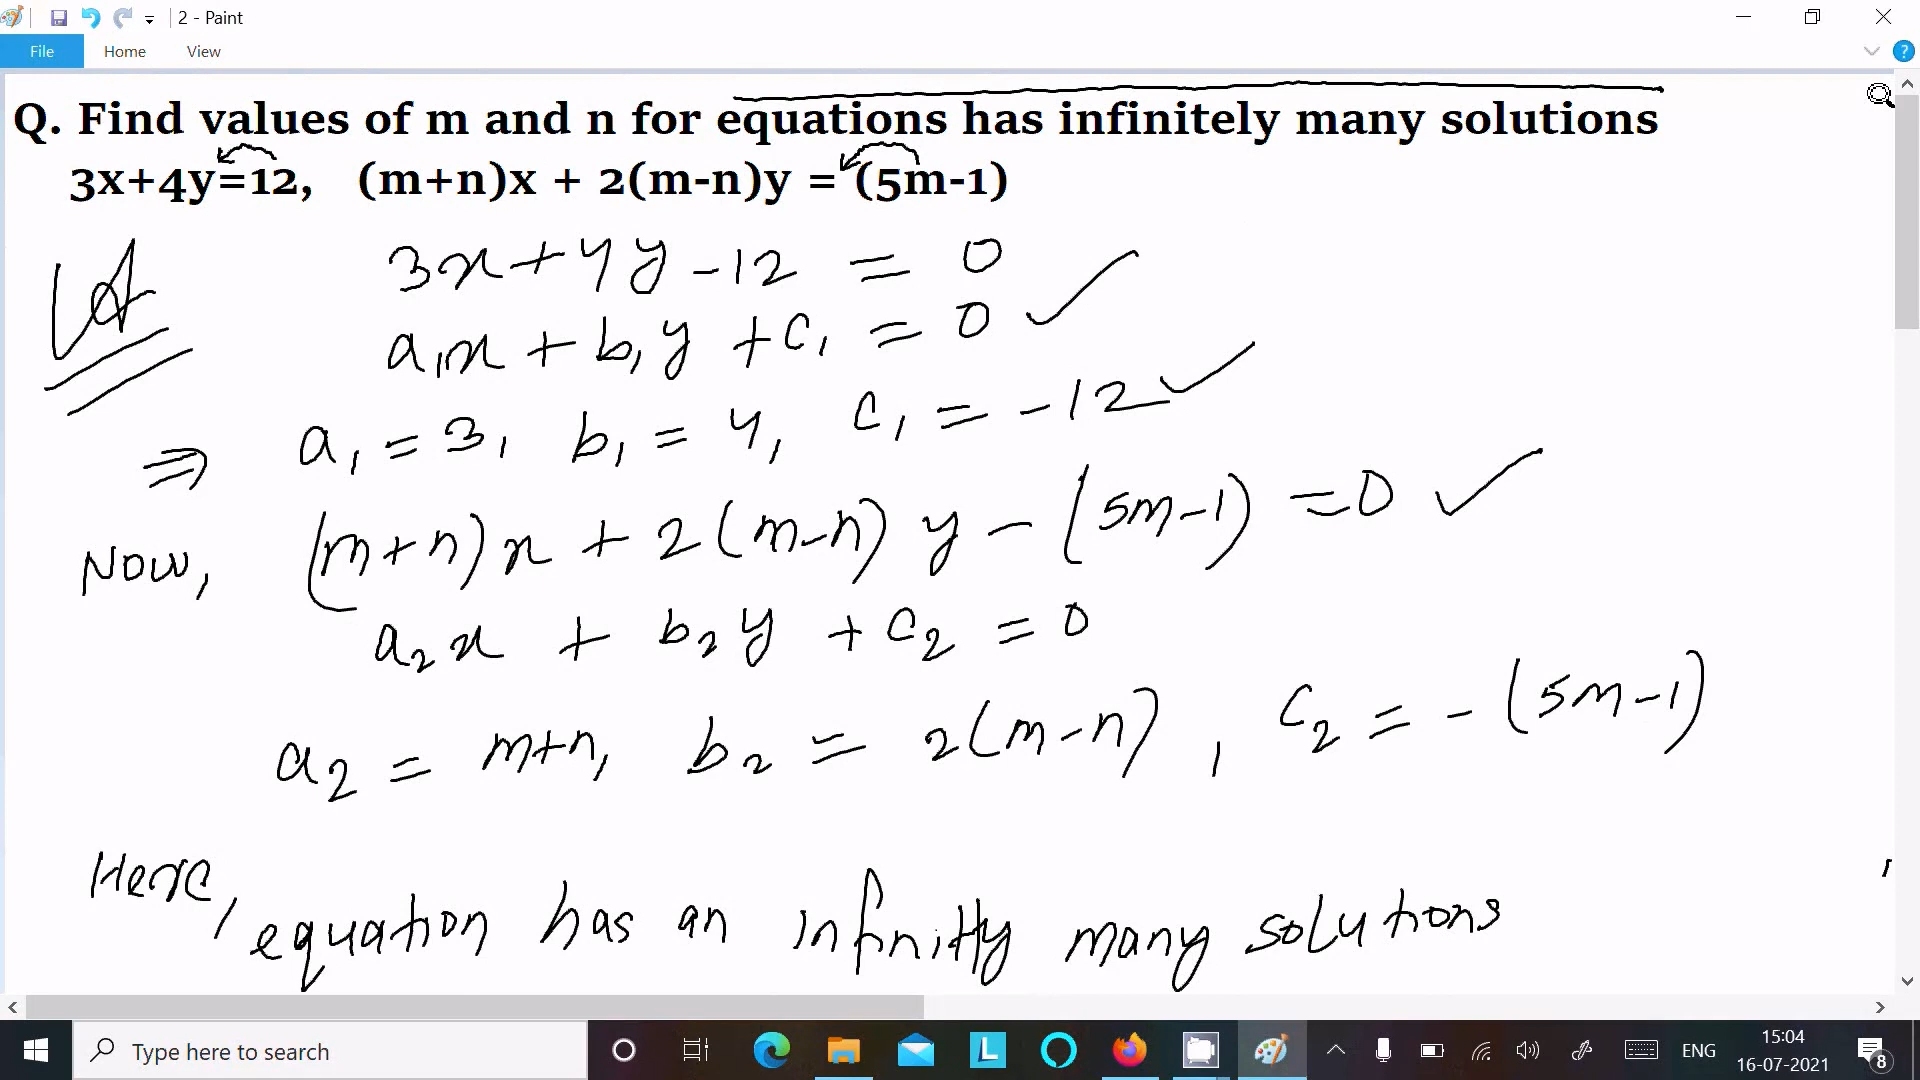 2 - Paint
File Home View
Q. Find values of m and n for equations has infinitely many solutions
3x+4y=12, (m+n)x + 2(m-n)y = (5m-1)
3x+4y-12 = 0
a₁x + b₁y + c₁ = 0
⇒ a₁ = 3, b₁ = 4, c₁ = -12
Now, (m+n)x + 2(m-n)y - (5m-1) = 0
a₂x + b₂y + c₂ = 0
a₂ = m+n, b₂ = 2(m-n), c₂ = -(5m-1)
Here, equation has an infinitly many solutions
Type here to search
ENG
15:04
16-07-2021
8